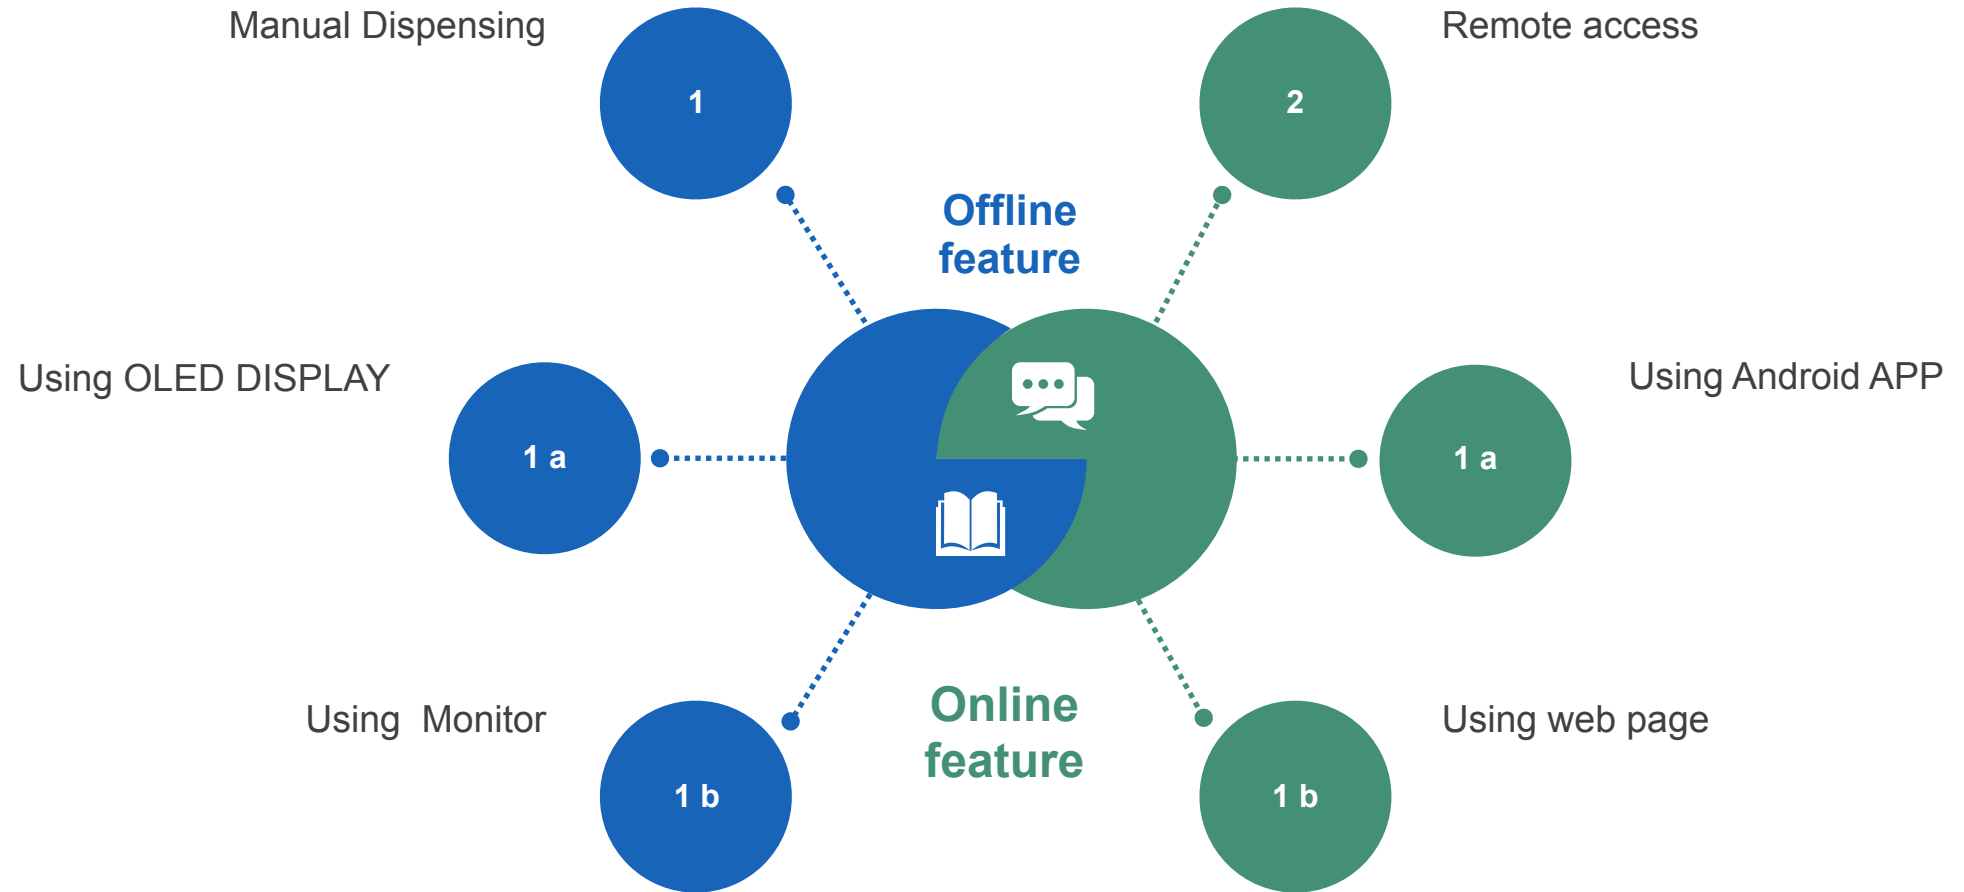 Manual Dispensing
1
2
Remote access
Offline
feature
Using OLED DISPLAY
1 a
1 a
Using Android APP
Using  Monitor
1 b
Online
feature
1 b
Using web page